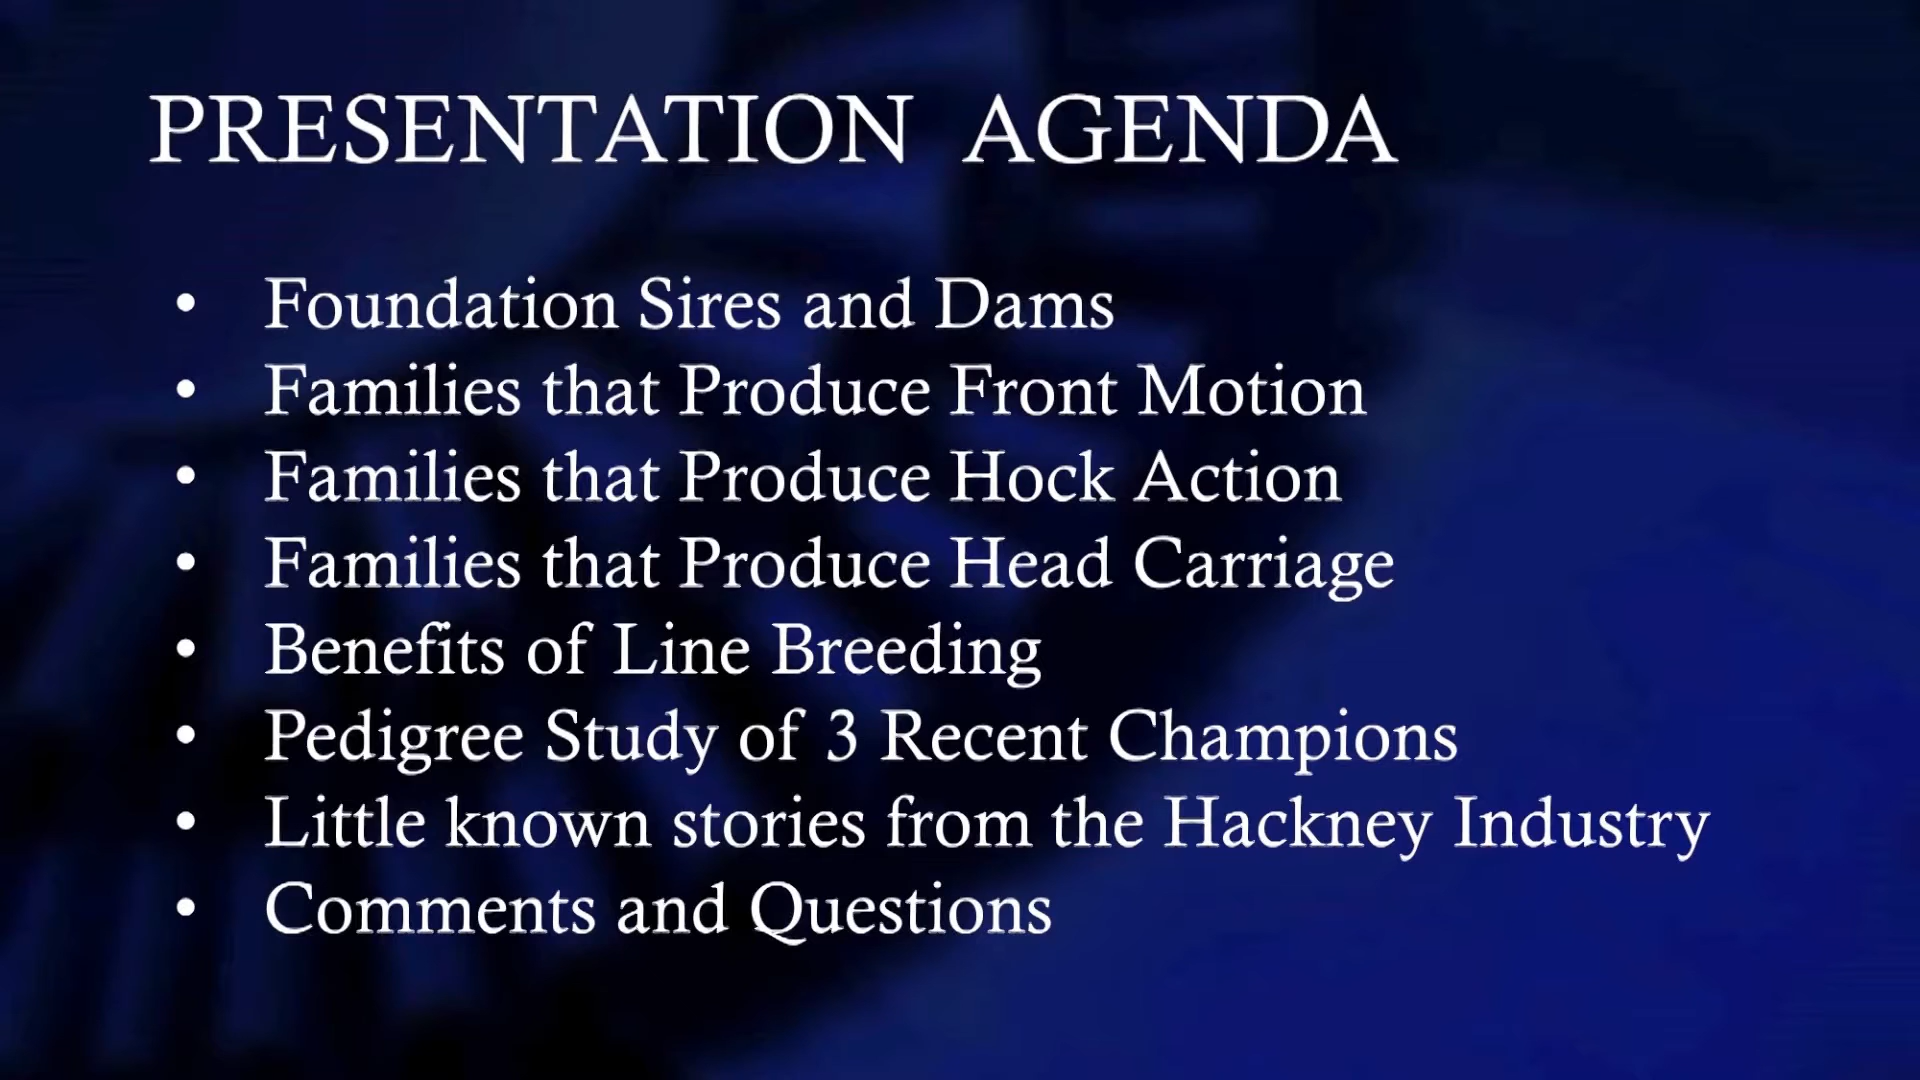 PRESENTATION AGENDA
• Foundation Sires and Dams
• Families that Produce Front Motion
• Families that Produce Hock Action
• Families that Produce Head Carriage
• Benefits of Line Breeding
• Pedigree Study of 3 Recent Champions
• Little known stories from the Hackney Industry
• Comments and Questions